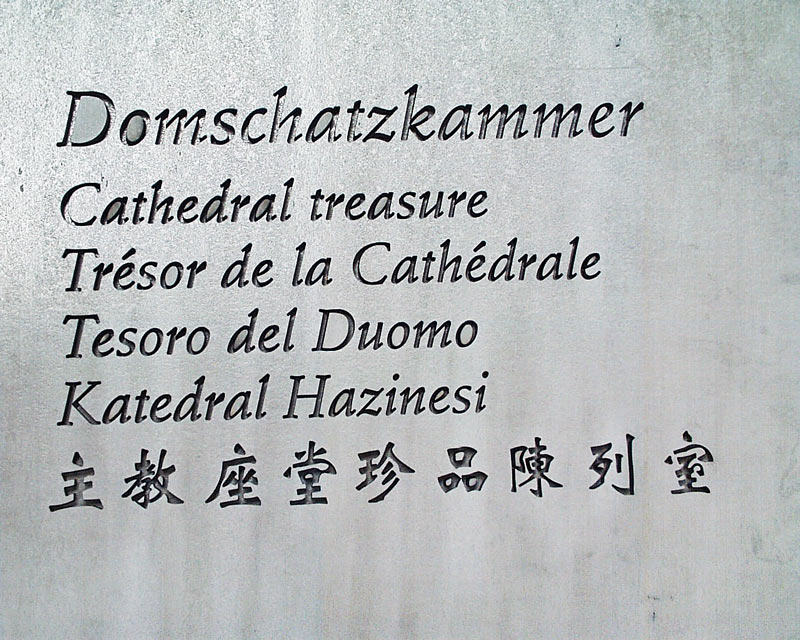 Domschatzkammer
Cathedral treasure
Trésor de la Cathédrale
Tesoro del Duomo
Katedral Hazinesi
主教座堂珍品陳列室